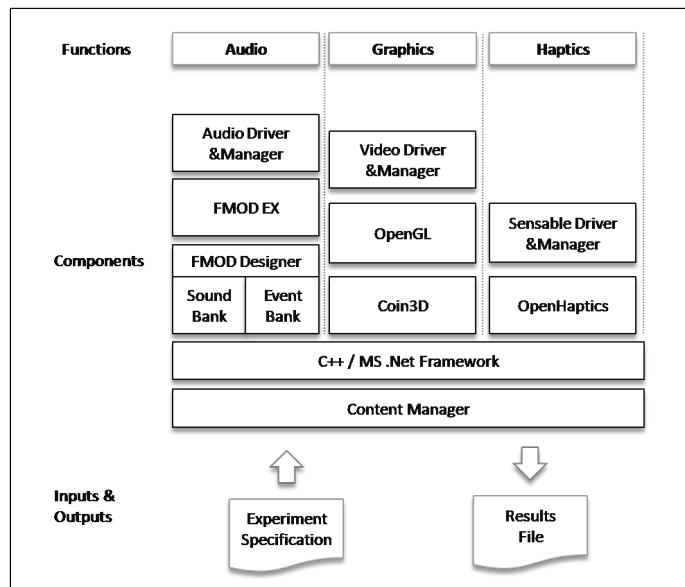 Functions
Audio
Graphics
Haptics
Audio Driver
&Manager
Video Driver
&Manager
FMOD EX
OpenGL
Sensable Driver
&Manager
Components
FMOD Designer
Sound
Bank
Event
Bank
Coin3D
OpenHaptics
C++ / MS .Net Framework
Content Manager
Inputs &
Outputs
Experiment
Specification
Results
File